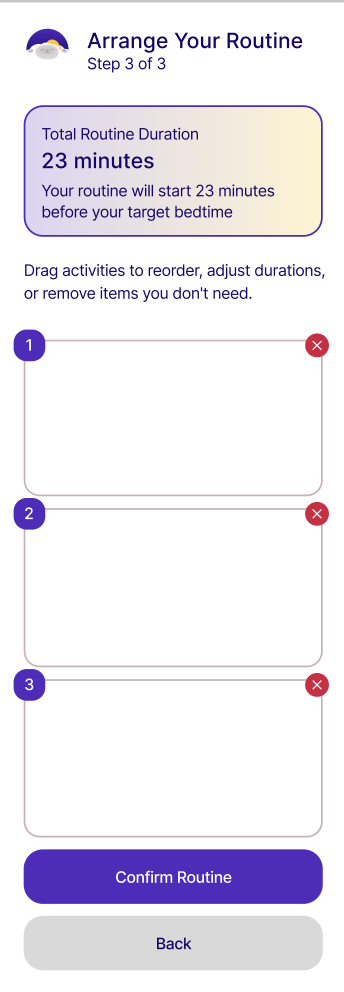 Arrange Your Routine
Step 3 of 3
Total Routine Duration
23 minutes
Your routine will start 23 minutes
before your target bedtime
Drag activities to reorder, adjust durations,
or remove items you don't need.
1
2
3
Confirm Routine
Back